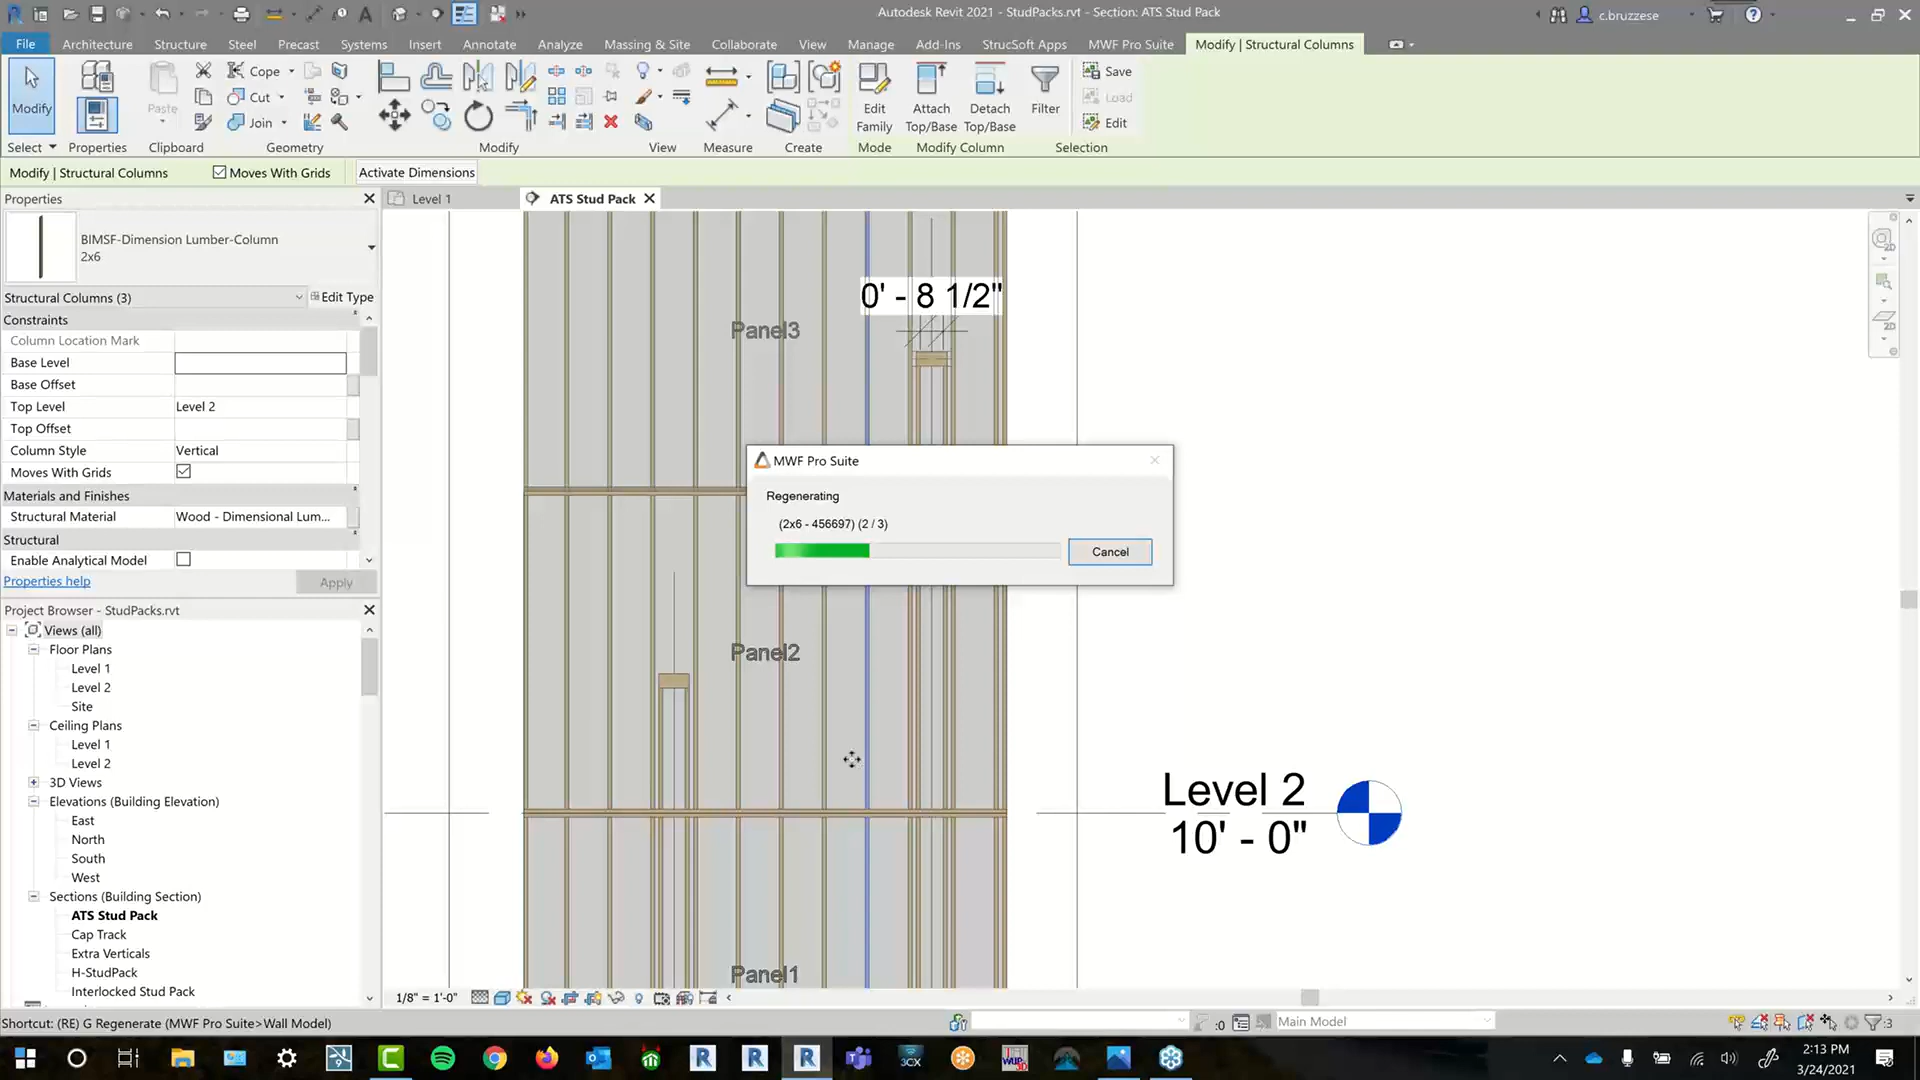 Autodesk Revit 2021 - StudPacks.rvt - Section: ATS Stud Pack
c.bruzzese
File Architecture Structure Steel Precast Systems Insert Annotate Analyze Massing & Site Collaborate View Manage Add-Ins StrucSoft Apps MWF Pro Suite Modify | Structural Columns
Modify
Paste
Cope
Cut
Join
Edit Family
Attach Top/Base
Detach Top/Base
Filter
Save
Load
Edit
Select Properties Clipboard Geometry Modify View Measure Create Mode Modify Column Selection
Modify | Structural Columns Moves With Grids Activate Dimensions
Properties
Level 1
ATS Stud Pack
BIMSF-Dimension Lumber-Column
2x6
Structural Columns (3) Edit Type
Constraints
Column Location Mark
Base Level
Base Offset
Top Level Level 2
Top Offset
Column Style Vertical
Moves With Grids
Materials and Finishes
Structural Material Wood - Dimensional Lum...
Structural
Enable Analytical Model
Properties help Apply
Project Browser - StudPacks.rvt
Views (all)
Floor Plans
Level 1
Level 2
Site
Ceiling Plans
Level 1
Level 2
3D Views
Elevations (Building Elevation)
East
North
South
West
Sections (Building Section)
ATS Stud Pack
Cap Track
Extra Verticals
H-StudPack
Interlocked Stud Pack
0' - 8 1/2"
Panel3
MWF Pro Suite
Regenerating
(2x6 - 456697) (2 / 3)
Cancel
Panel2
Level 2
10' - 0"
Panel1
1/8" = 1'-0"
Shortcut: (RE) G Regenerate (MWF Pro Suite>Wall Model)
:0
Main Model
:3
3CX
2:13 PM
3/24/2021